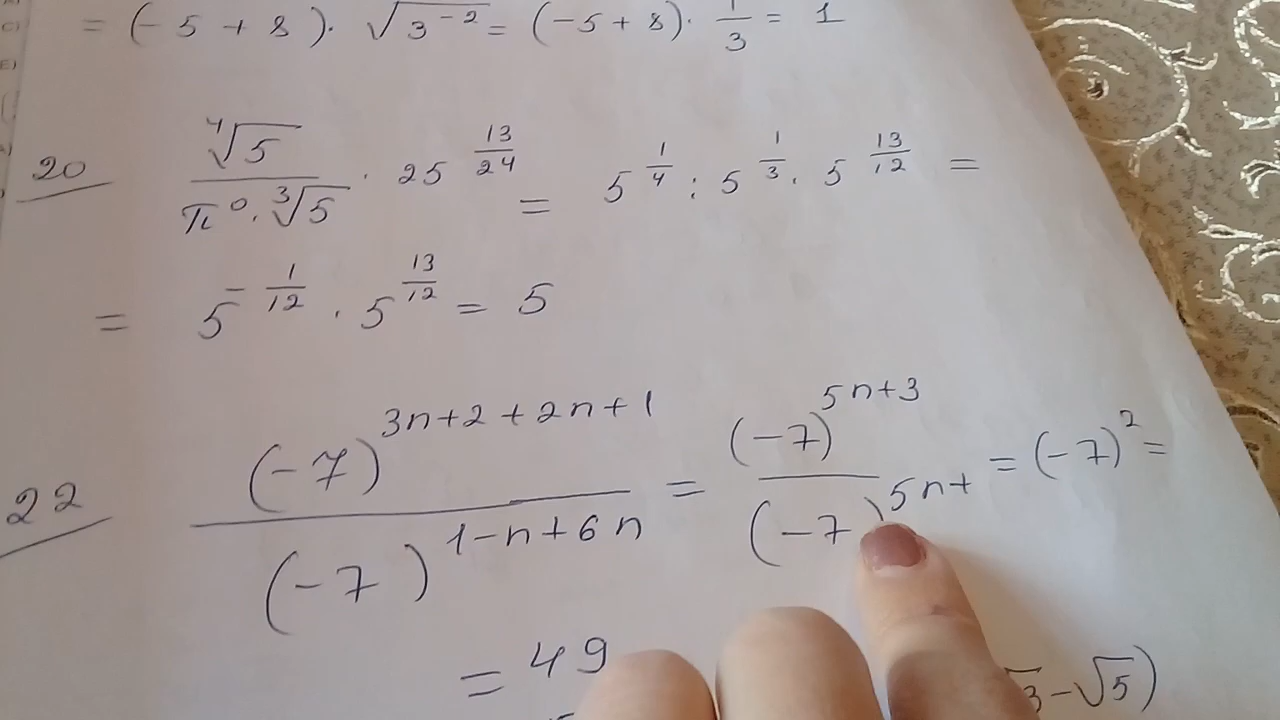 = (-5 + 8) · √3⁻² = (-5 + 8) · 1/3 = 1
20 ⁴√5 / (π⁰ · ³√5) · 25^(13/24) = 5^(1/4) : 5^(1/3) · 5^(13/12) =
= 5^(-1/12) · 5^(13/12) = 5
22 (-7)^(3n+2+2n+1) / (-7)^(1-n+6n) = (-7)^(5n+3) / (-7)^(5n+ = (-7)² =
= 49
√3 - √5)